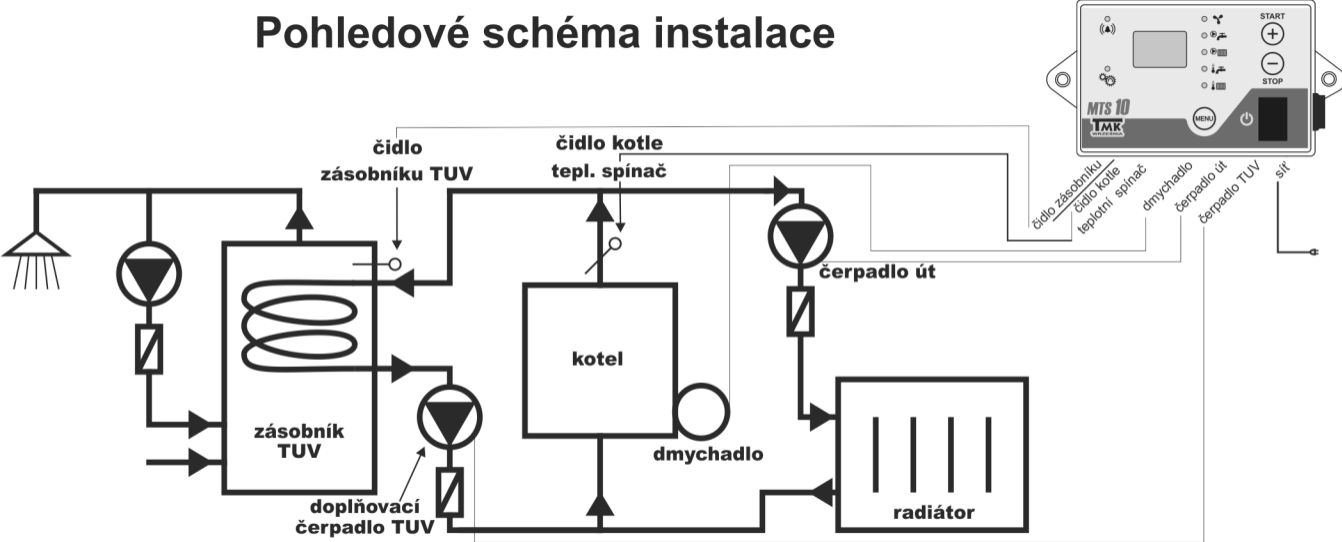 Pohledové schéma instalace
START
STOP
MTS 10
TMK
WRZEŚNIA
MENU
čidlo zásobníku
čidlo kotle
teplotní spínač
dmychadlo
čerpadlo út
čerpadlo TUV
síť
čidlo
zásobníku TUV
čidlo kotle
tepl. spínač
čerpadlo út
kotel
dmychadlo
zásobník
TUV
doplňovací
čerpadlo TUV
radiátor